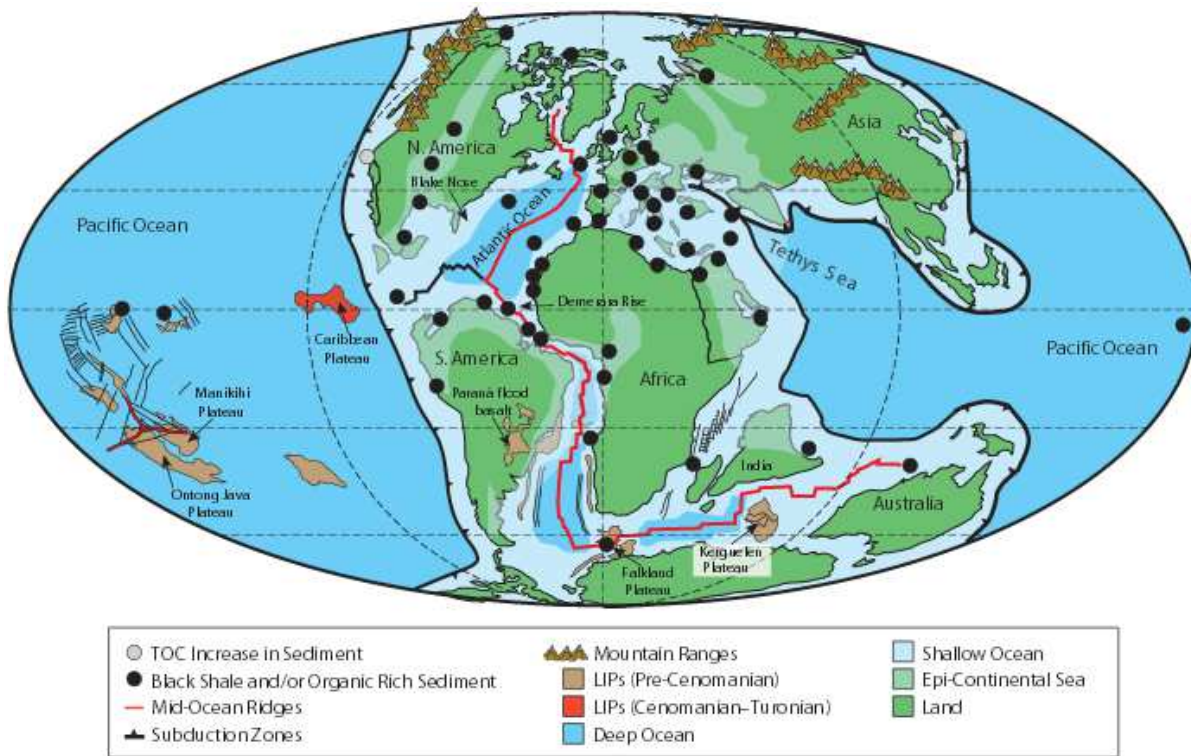 Asia
N. America
Blake Nose
Pacific Ocean
Atlantic Ocean
Tethys Sea
Demerara Rise
Caribbean
Plateau
Pacific Ocean
S. America
Africa
Manikihi
Plateau
Paraná flood
basalt
India
Ontong Java
Plateau
Australia
Kerguelen
Plateau
Falkland
Plateau
TOC Increase in Sediment
Black Shale and/or Organic Rich Sediment
Mid-Ocean Ridges
Subduction Zones
Mountain Ranges
LIPs (Pre-Cenomanian)
LIPs (Cenomanian–Turonian)
Deep Ocean
Shallow Ocean
Epi-Continental Sea
Land